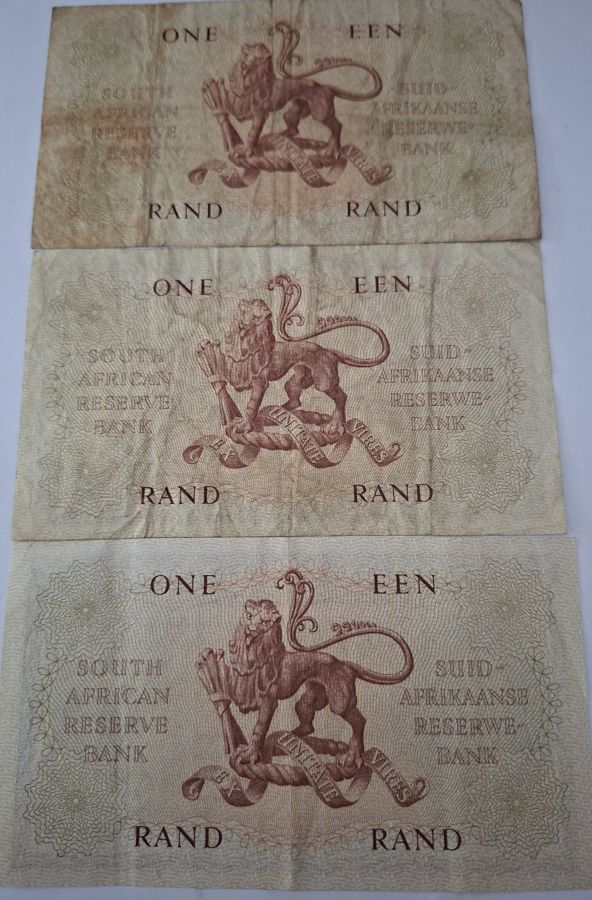 ONE EEN
SOUTH AFRICAN RESERVE BANK
SUID-AFRIKAANSE RESERWE-BANK
UNITATE VIRES
RAND RAND
ONE EEN
SOUTH
AFRICAN
RESERVE
BANK
SUID-
AFRIKAANSE
RESERWE-
BANK
EX UNITATE VIRES
RAND RAND
ONE EEN
SOUTH
AFRICAN
RESERVE
BANK
SUID-
AFRIKAANSE
RESERWE-
BANK
EX UNITATE VIRES
RAND RAND